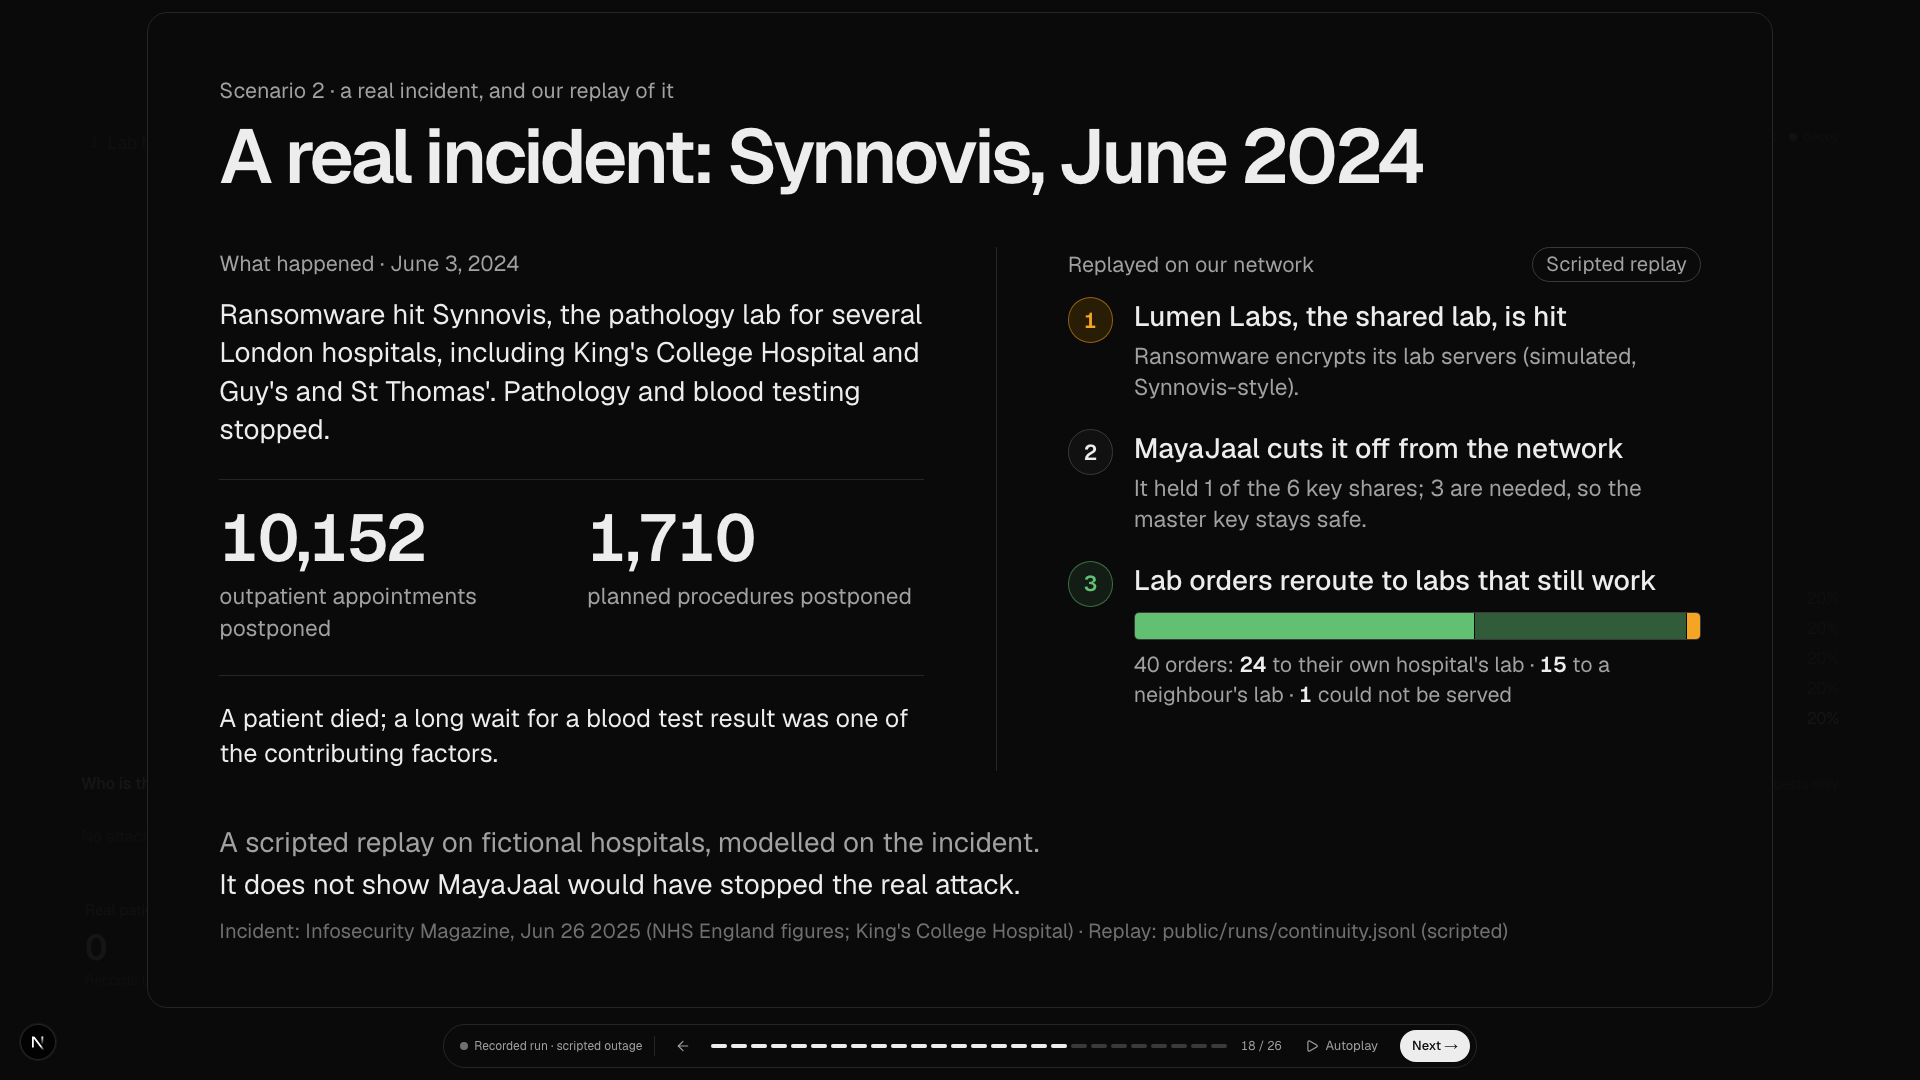 Scenario 2 · a real incident, and our replay of it
A real incident: Synnovis, June 2024
What happened · June 3, 2024
Ransomware hit Synnovis, the pathology lab for several
London hospitals, including King's College Hospital and
Guy's and St Thomas'. Pathology and blood testing
stopped.
10,152
outpatient appointments
postponed
1,710
planned procedures postponed
A patient died; a long wait for a blood test result was one of
the contributing factors.
Replayed on our network
Scripted replay
1
Lumen Labs, the shared lab, is hit
Ransomware encrypts its lab servers (simulated,
Synnovis-style).
2
MayaJaal cuts it off from the network
It held 1 of the 6 key shares; 3 are needed, so the
master key stays safe.
3
Lab orders reroute to labs that still work
40 orders: 24 to their own hospital's lab · 15 to a
neighbour's lab · 1 could not be served
A scripted replay on fictional hospitals, modelled on the incident.
It does not show MayaJaal would have stopped the real attack.
Incident: Infosecurity Magazine, Jun 26 2025 (NHS England figures; King's College Hospital) · Replay: public/runs/continuity.jsonl (scripted)
Who is th
0
20%
20%
20%
20%
20%
N
Recorded run · scripted outage
←
18 / 26
Autoplay
Next →